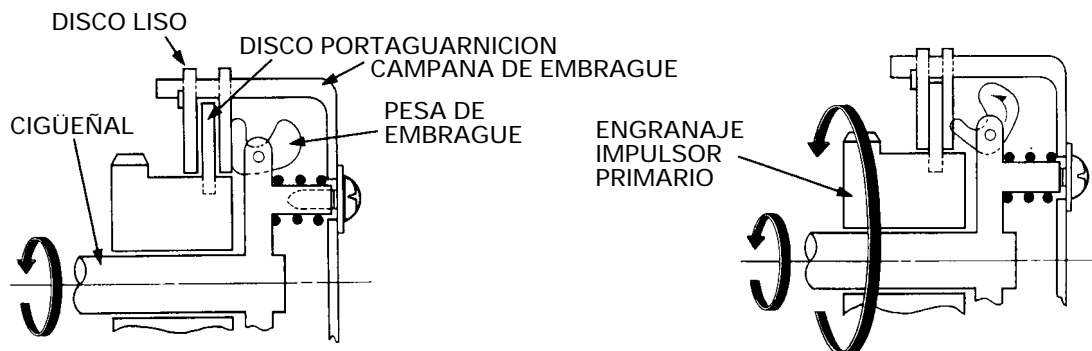 DISCO LISO
DISCO PORTAGUARNICION
CAMPANA DE EMBRAGUE
PESA DE
EMBRAGUE
CIGÜEÑAL
ENGRANAJE
IMPULSOR
PRIMARIO